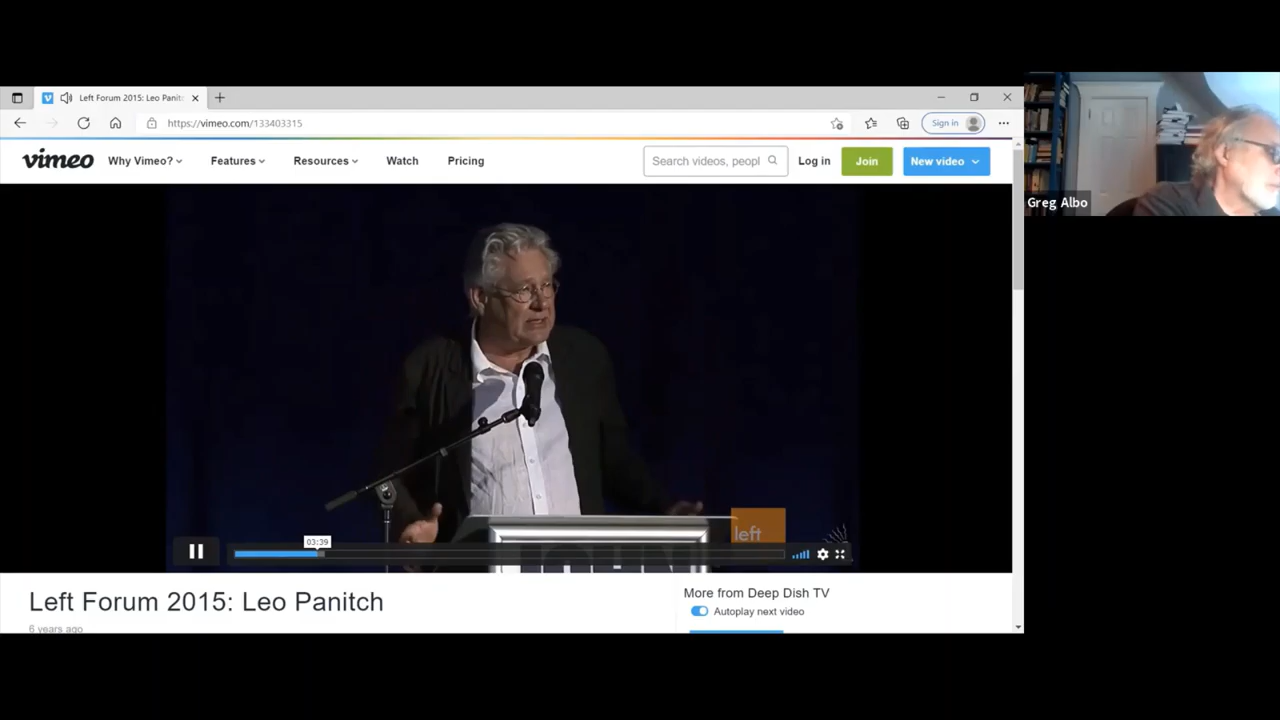 Left Forum 2015: Leo Panitc
https://vimeo.com/133403315
Sign in
vimeo
Why Vimeo?
Features
Resources
Watch
Pricing
Search videos, peopl
Log in
Join
New video
Greg Albo
left
03:39
Left Forum 2015: Leo Panitch
6 years ago
More from Deep Dish TV
Autoplay next video